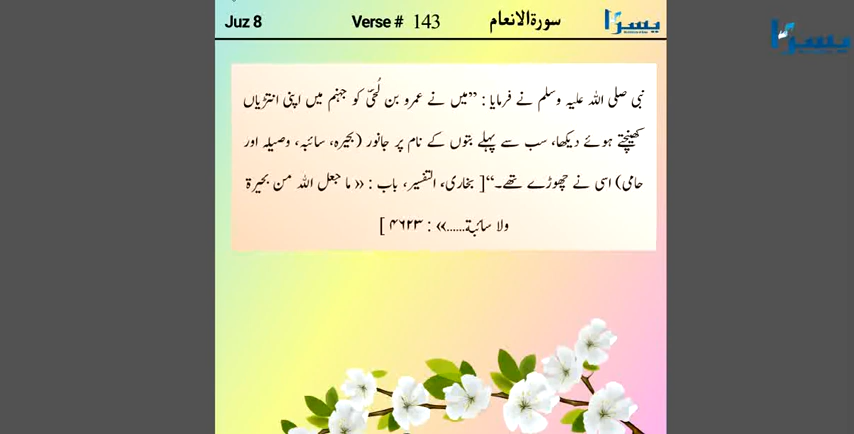 Juz 8 Verse # 143 سورة الانعام یسرا
یسرا
نبی صلی اللہ علیہ وسلم نے فرمایا : ”میں نے عمرو بن لُحَیّ کو جہنم میں اپنی انتڑیاں
کھینچتے ہوئے دیکھا، سب سے پہلے بتوں کے نام پر جانور (بحیرہ، سائبہ، وصیلہ اور
حامی) اسی نے چھوڑے تھے۔“[ بخاری، التفسیر، باب : «ما جعل اللہ من بحیرۃ
ولا سائبۃ......» : ۴۶۲۳ ]